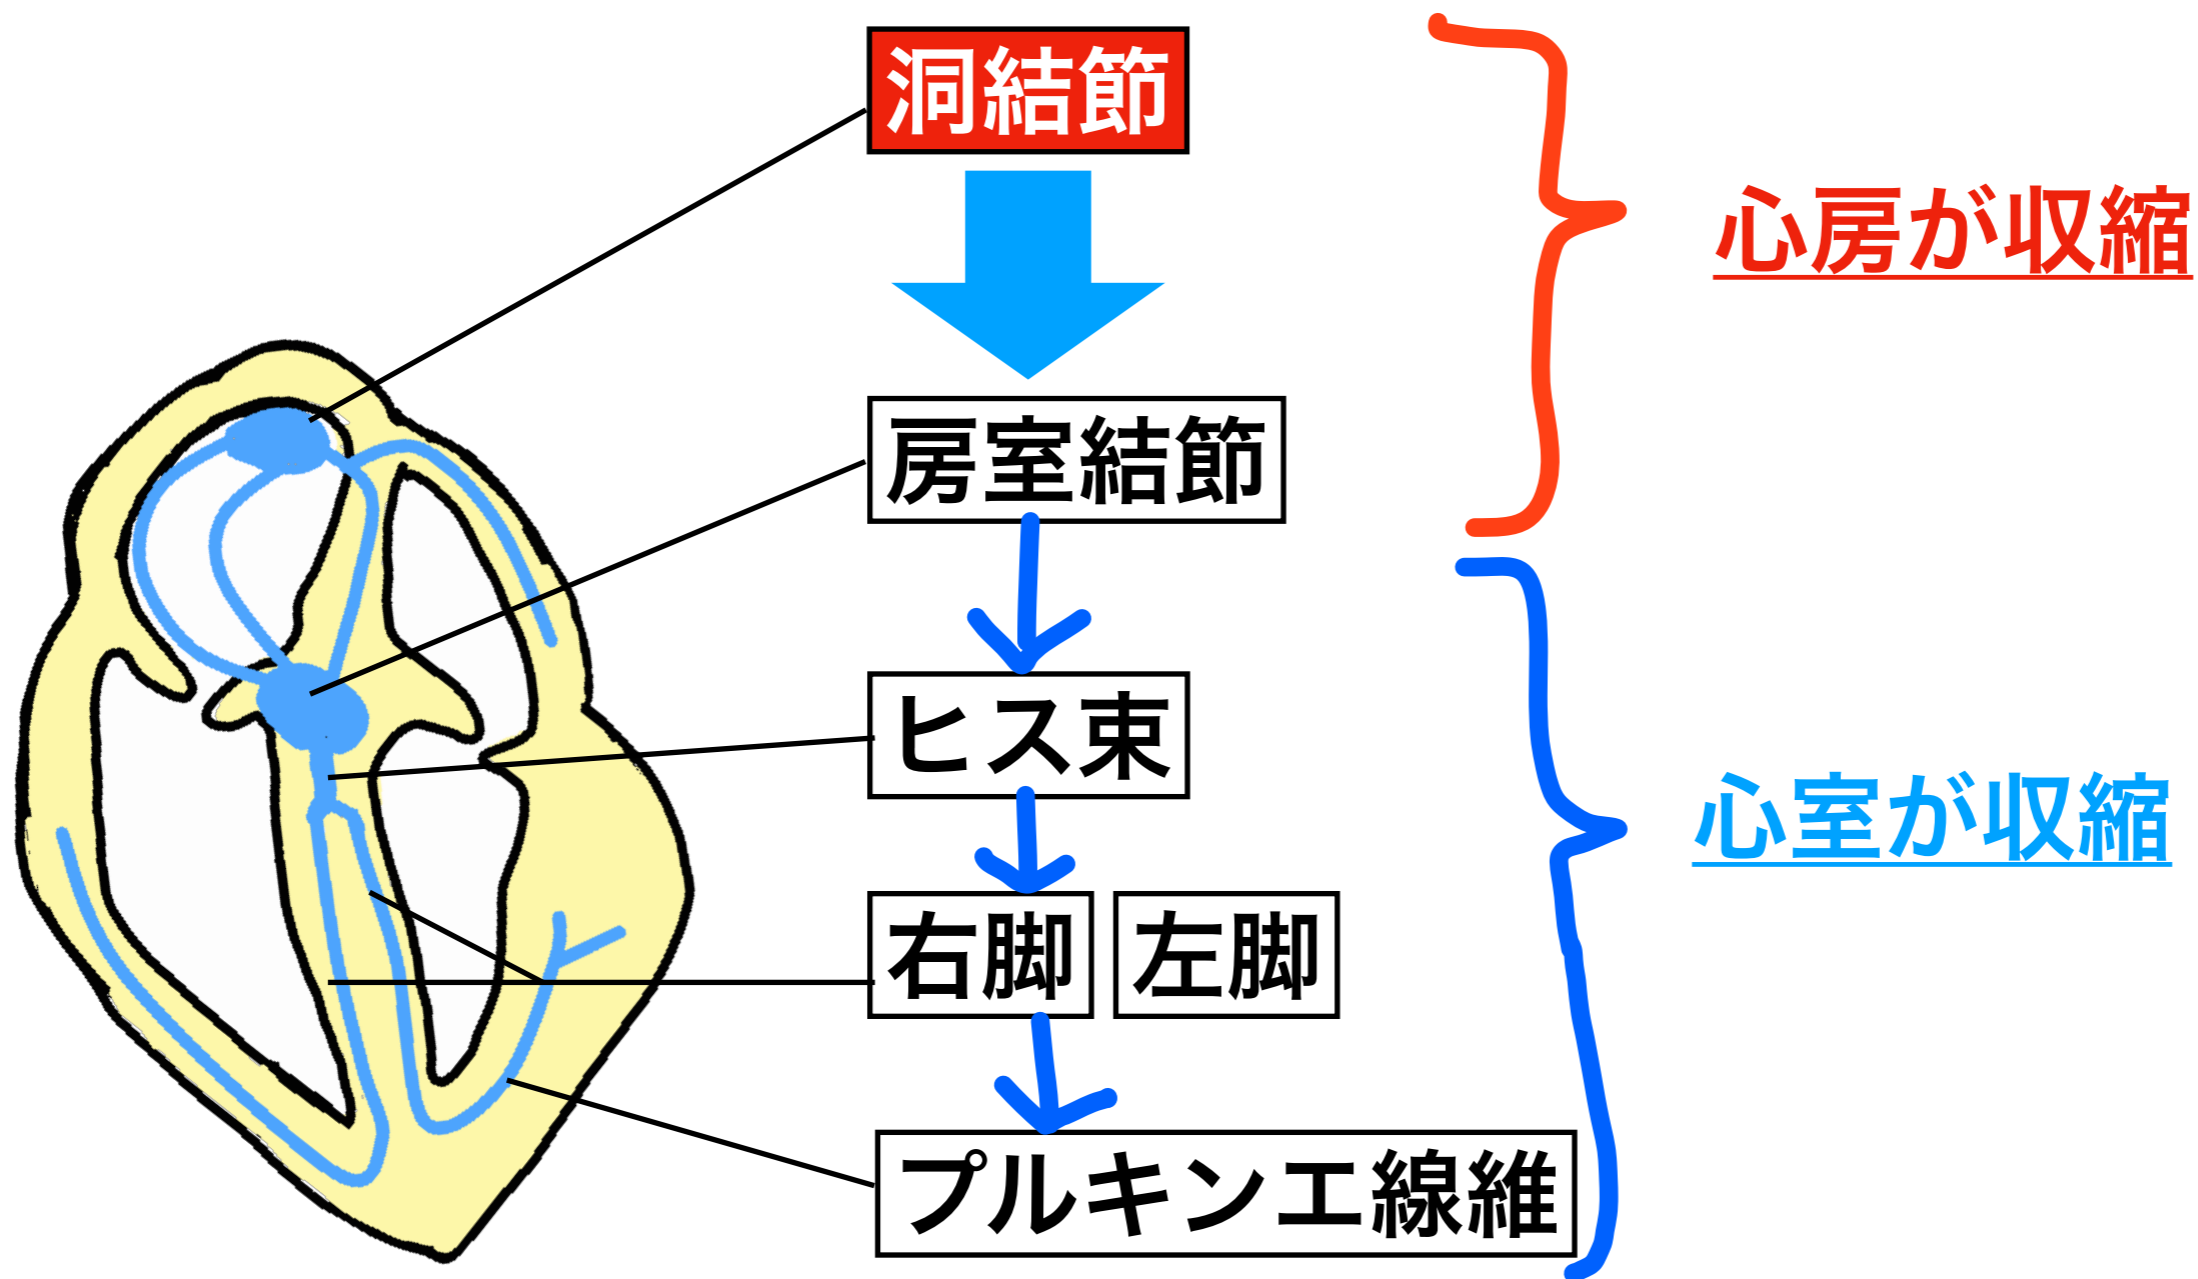 洞結節
心房が収縮
房室結節
ヒス束
心室が収縮
右脚 左脚
プルキンエ線維